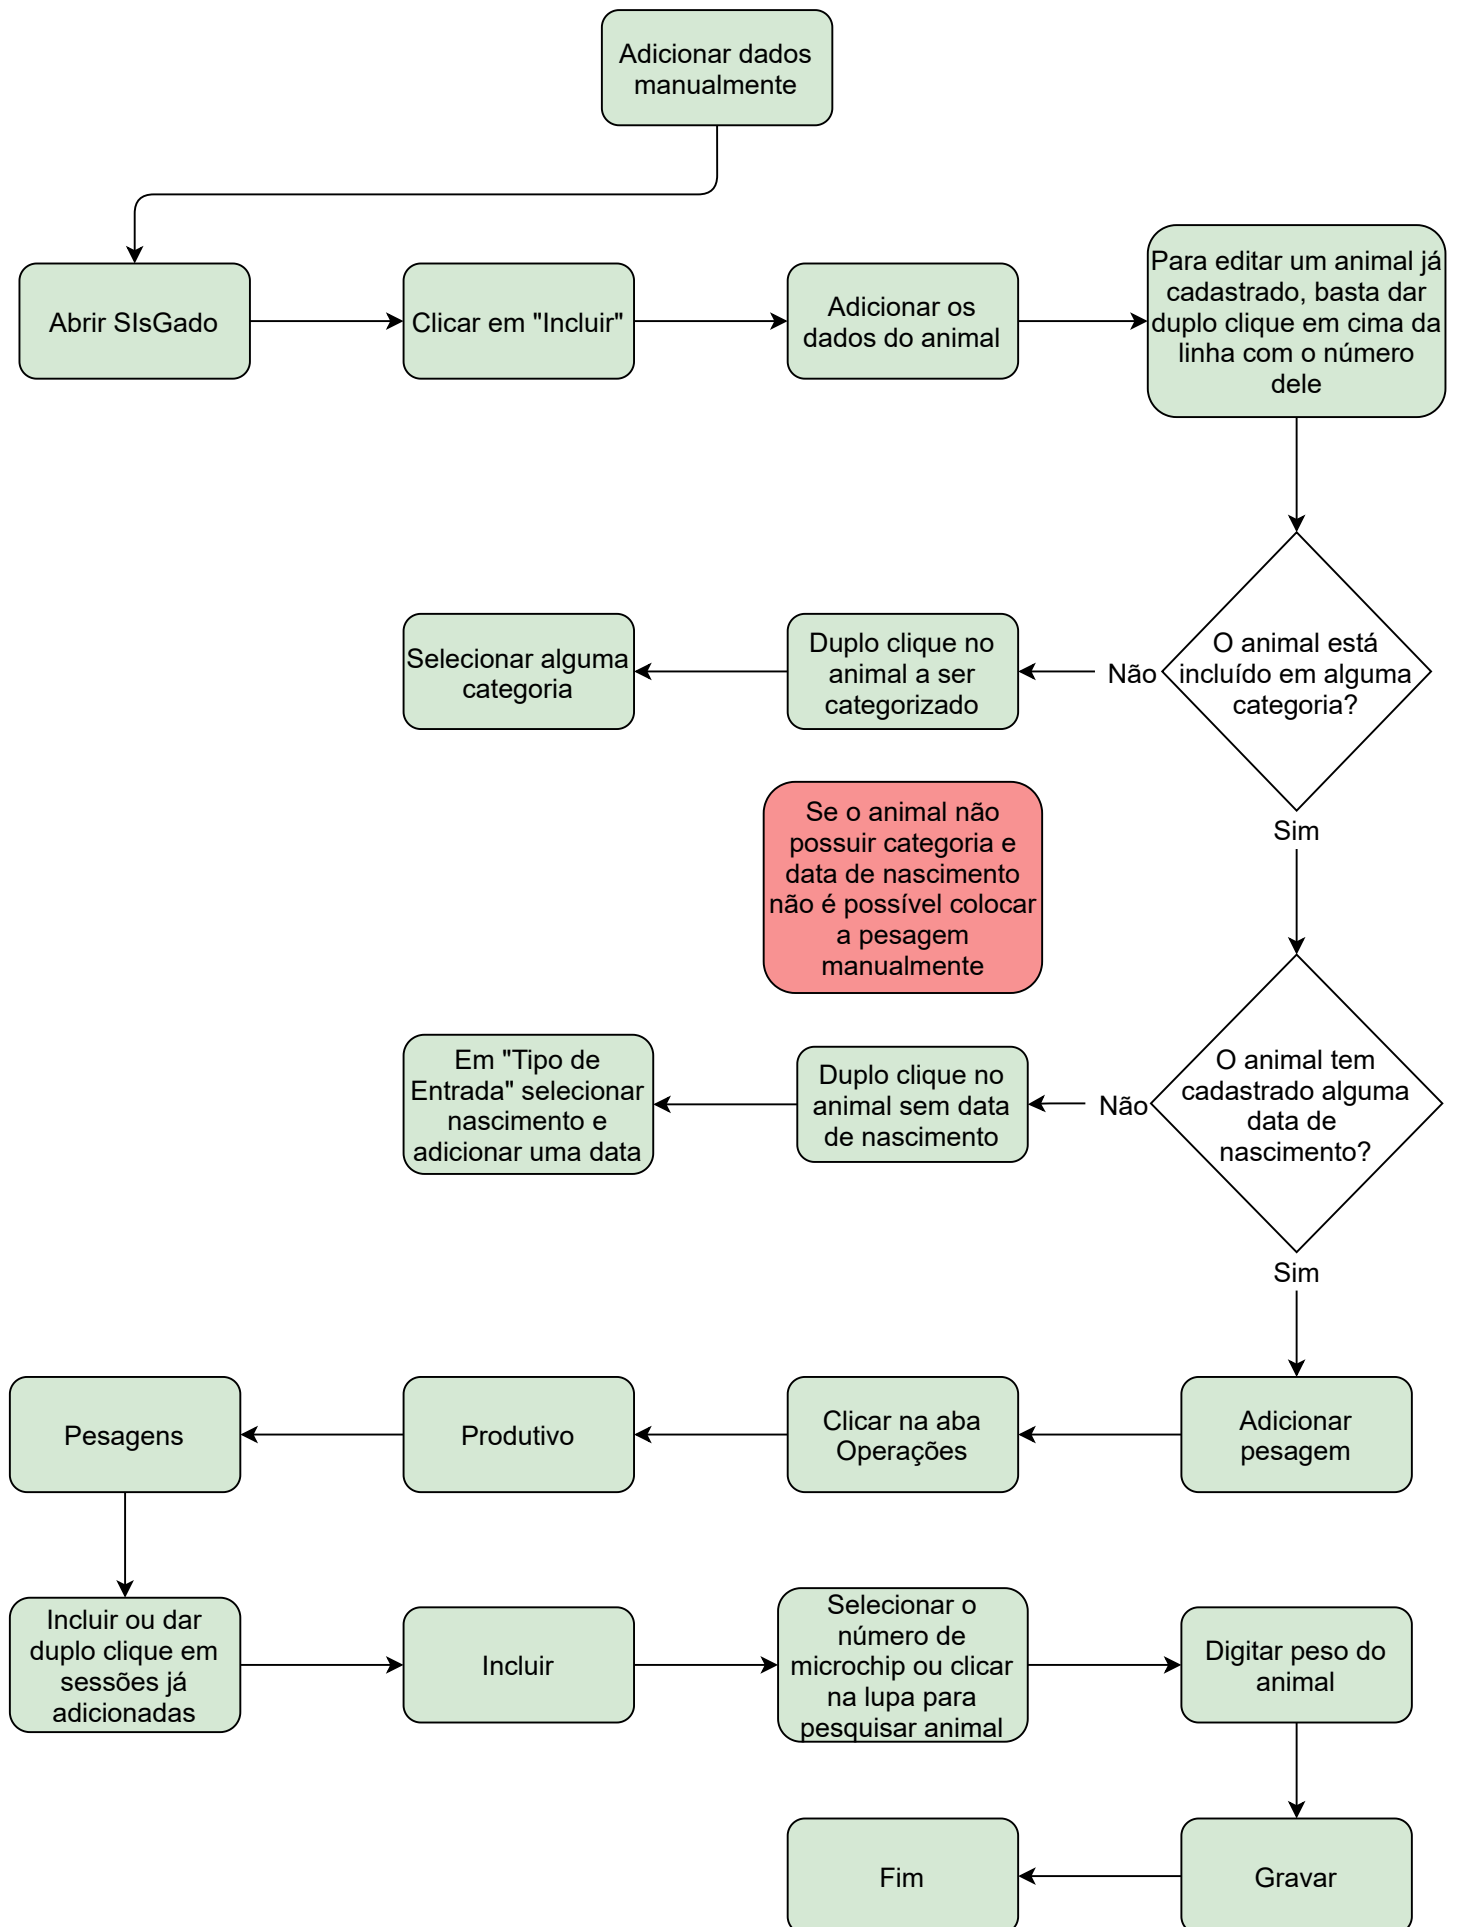 Adicionar dados
manualmente
Abrir SIsGado
Clicar em "Incluir"
Adicionar os
dados do animal
Para editar um animal já
cadastrado, basta dar
duplo clique em cima da
linha com o número
dele
O animal está
incluído em alguma
categoria?
Não
Duplo clique no
animal a ser
categorizado
Selecionar alguma
categoria
Se o animal não
possuir categoria e
data de nascimento
não é possível colocar
a pesagem
manualmente
Sim
O animal tem
cadastrado alguma
data de
nascimento?
Não
Duplo clique no
animal sem data
de nascimento
Em "Tipo de
Entrada" selecionar
nascimento e
adicionar uma data
Sim
Adicionar
pesagem
Clicar na aba
Operações
Produtivo
Pesagens
Incluir ou dar
duplo clique em
sessões já
adicionadas
Incluir
Selecionar o
número de
microchip ou clicar
na lupa para
pesquisar animal
Digitar peso do
animal
Gravar
Fim